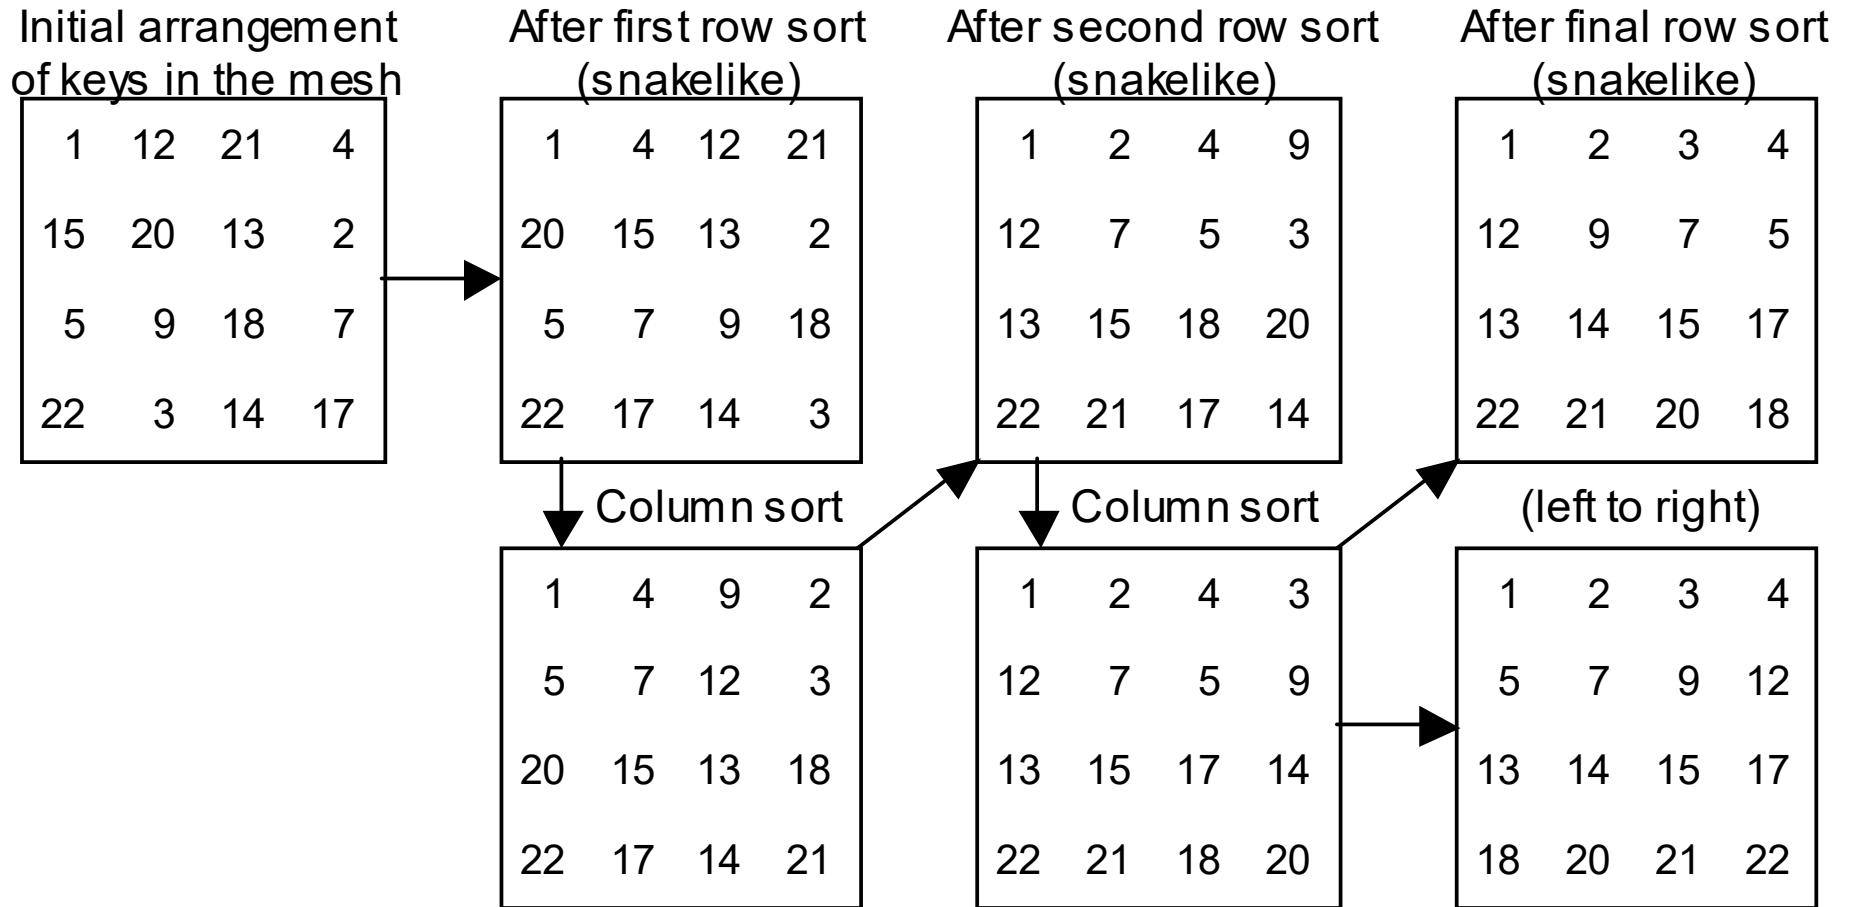 Initial arrangement
of keys in the mesh
1 12 21 4
15 20 13 2
5 9 18 7
22 3 14 17
After first row sort
(snakelike)
1 4 12 21
20 15 13 2
5 7 9 18
22 17 14 3
Column sort
1 4 9 2
5 7 12 3
20 15 13 18
22 17 14 21
After second row sort
(snakelike)
1 2 4 9
12 7 5 3
13 15 18 20
22 21 17 14
Column sort
1 2 4 3
12 7 5 9
13 15 17 14
22 21 18 20
After final row sort
(snakelike)
1 2 3 4
12 9 7 5
13 14 15 17
22 21 20 18
(left to right)
1 2 3 4
5 7 9 12
13 14 15 17
18 20 21 22